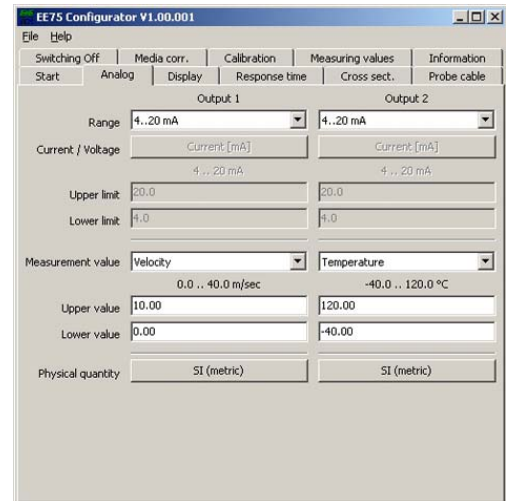 EE75 Configurator V1.00.001
File Help
Switching Off Media corr. Calibration Measuring values Information
Start Analog Display Response time Cross sect. Probe cable
Output 1 Output 2
Range 4..20 mA 4..20 mA
Current / Voltage Current [mA] Current [mA]
4 .. 20 mA 4 .. 20 mA
Upper limit 20.0 20.0
Lower limit 4.0 4.0
Measurement value Velocity Temperature
0.0 .. 40.0 m/sec -40.0 .. 120.0 °C
Upper value 10.00 120.00
Lower value 0.00 -40.00
Physical quantity SI (metric) SI (metric)